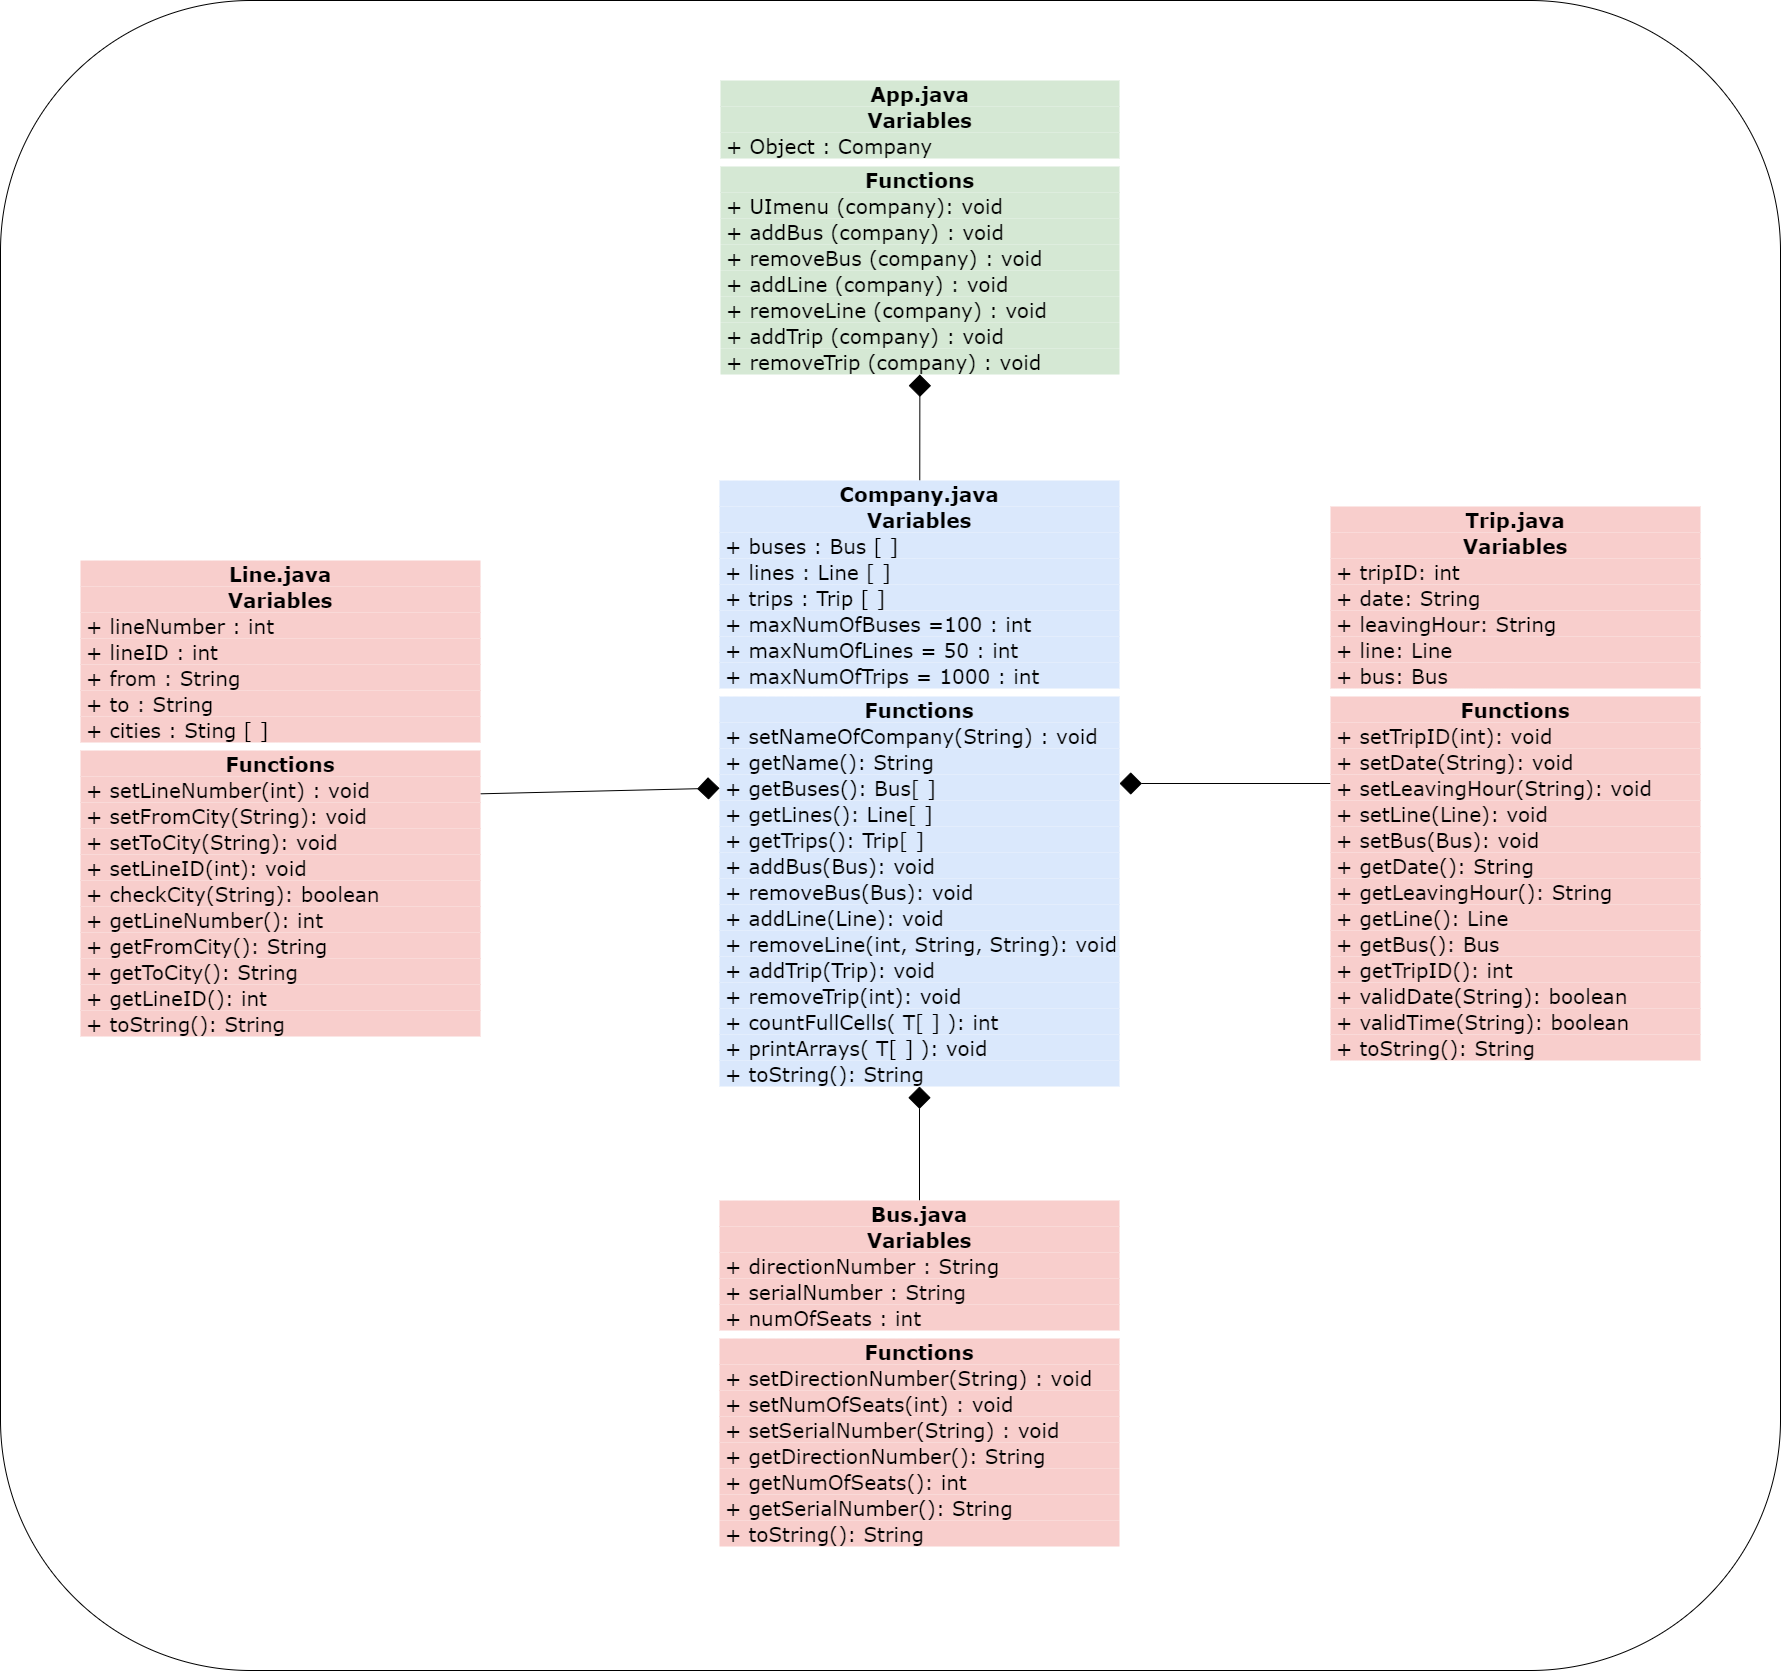 App.java
Variables
+ Object : Company
Functions
+ UImenu (company): void
+ addBus (company) : void
+ removeBus (company) : void
+ addLine (company) : void
+ removeLine (company) : void
+ addTrip (company) : void
+ removeTrip (company) : void
Company.java
Variables
+ buses : Bus [ ]
+ lines : Line [ ]
+ trips : Trip [ ]
+ maxNumOfBuses =100 : int
+ maxNumOfLines = 50 : int
+ maxNumOfTrips = 1000 : int
Functions
+ setNameOfCompany(String) : void
+ getName(): String
+ getBuses(): Bus[ ]
+ getLines(): Line[ ]
+ getTrips(): Trip[ ]
+ addBus(Bus): void
+ removeBus(Bus): void
+ addLine(Line): void
+ removeLine(int, String, String): void
+ addTrip(Trip): void
+ removeTrip(int): void
+ countFullCells( T[ ] ): int
+ printArrays( T[ ] ): void
+ toString(): String
Line.java
Variables
+ lineNumber : int
+ lineID : int
+ from : String
+ to : String
+ cities : Sting [ ]
Functions
+ setLineNumber(int) : void
+ setFromCity(String): void
+ setToCity(String): void
+ setLineID(int): void
+ checkCity(String): boolean
+ getLineNumber(): int
+ getFromCity(): String
+ getToCity(): String
+ getLineID(): int
+ toString(): String
Trip.java
Variables
+ tripID: int
+ date: String
+ leavingHour: String
+ line: Line
+ bus: Bus
Functions
+ setTripID(int): void
+ setDate(String): void
+ setLeavingHour(String): void
+ setLine(Line): void
+ setBus(Bus): void
+ getDate(): String
+ getLeavingHour(): String
+ getLine(): Line
+ getBus(): Bus
+ getTripID(): int
+ validDate(String): boolean
+ validTime(String): boolean
+ toString(): String
Bus.java
Variables
+ directionNumber : String
+ serialNumber : String
+ numOfSeats : int
Functions
+ setDirectionNumber(String) : void
+ setNumOfSeats(int) : void
+ setSerialNumber(String) : void
+ getDirectionNumber(): String
+ getNumOfSeats(): int
+ getSerialNumber(): String
+ toString(): String